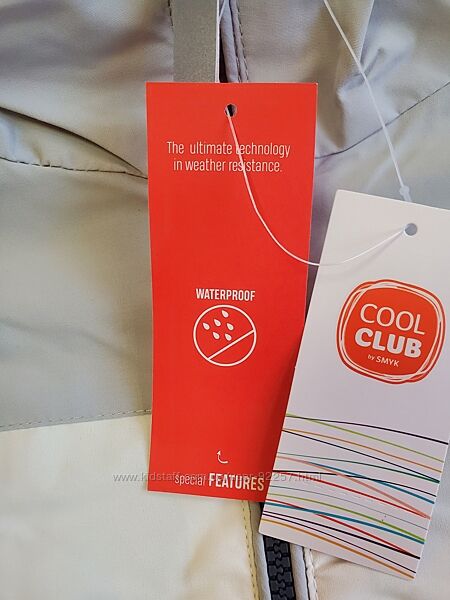 The ultimate technology
in weather resistance.
WATERPROOF
special FEATURES
COOL
CLUB
by SMYK